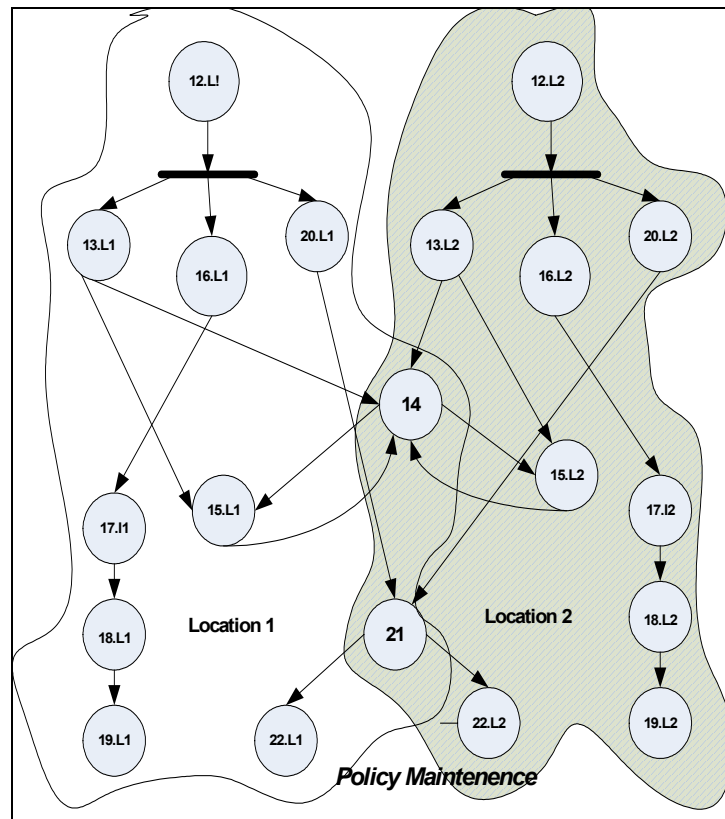 12.L!
12.L2
13.L1
16.L1
20.L1
13.L2
16.L2
20.L2
14
15.L1
15.L2
17.I1
17.I2
18.L1
Location 1
21
Location 2
18.L2
19.L1
22.L1
22.L2
19.L2
Policy Maintenence